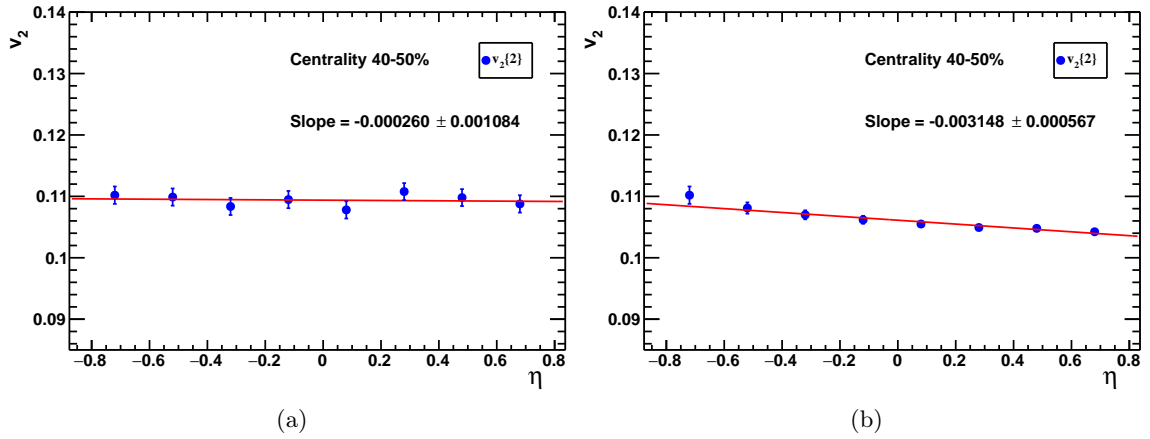 v₂
0.14
0.13
0.12
0.11
0.1
0.09
Centrality 40-50%
v₂{2}
Slope = -0.000260 ± 0.001084
−0.8 −0.6 −0.4 −0.2 0 0.2 0.4 0.6 0.8
η
(a)
v₂
0.14
0.13
0.12
0.11
0.1
0.09
Centrality 40-50%
v₂{2}
Slope = -0.003148 ± 0.000567
−0.8 −0.6 −0.4 −0.2 0 0.2 0.4 0.6 0.8
η
(b)